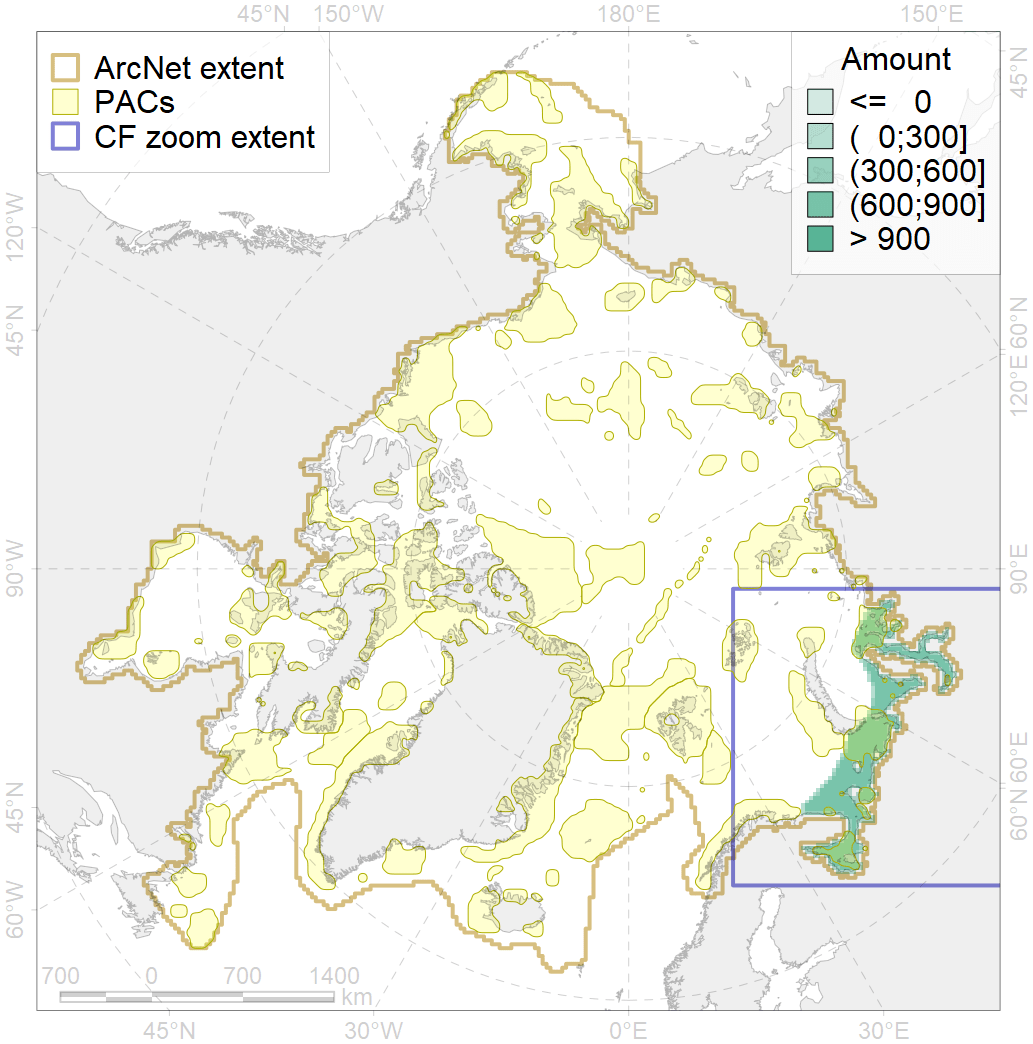 45°N 150°W 180°E 150°E
ArcNet extent
PACs
CF zoom extent
Amount
<= 0
( 0;300]
(300;600]
(600;900]
> 900
45°N
120°W
45°N
60°N
120°E
90°W
90°E
60°E
45°N
60°N
60°W
700 0 700 1400
km
45°N 30°W 0°E 30°E